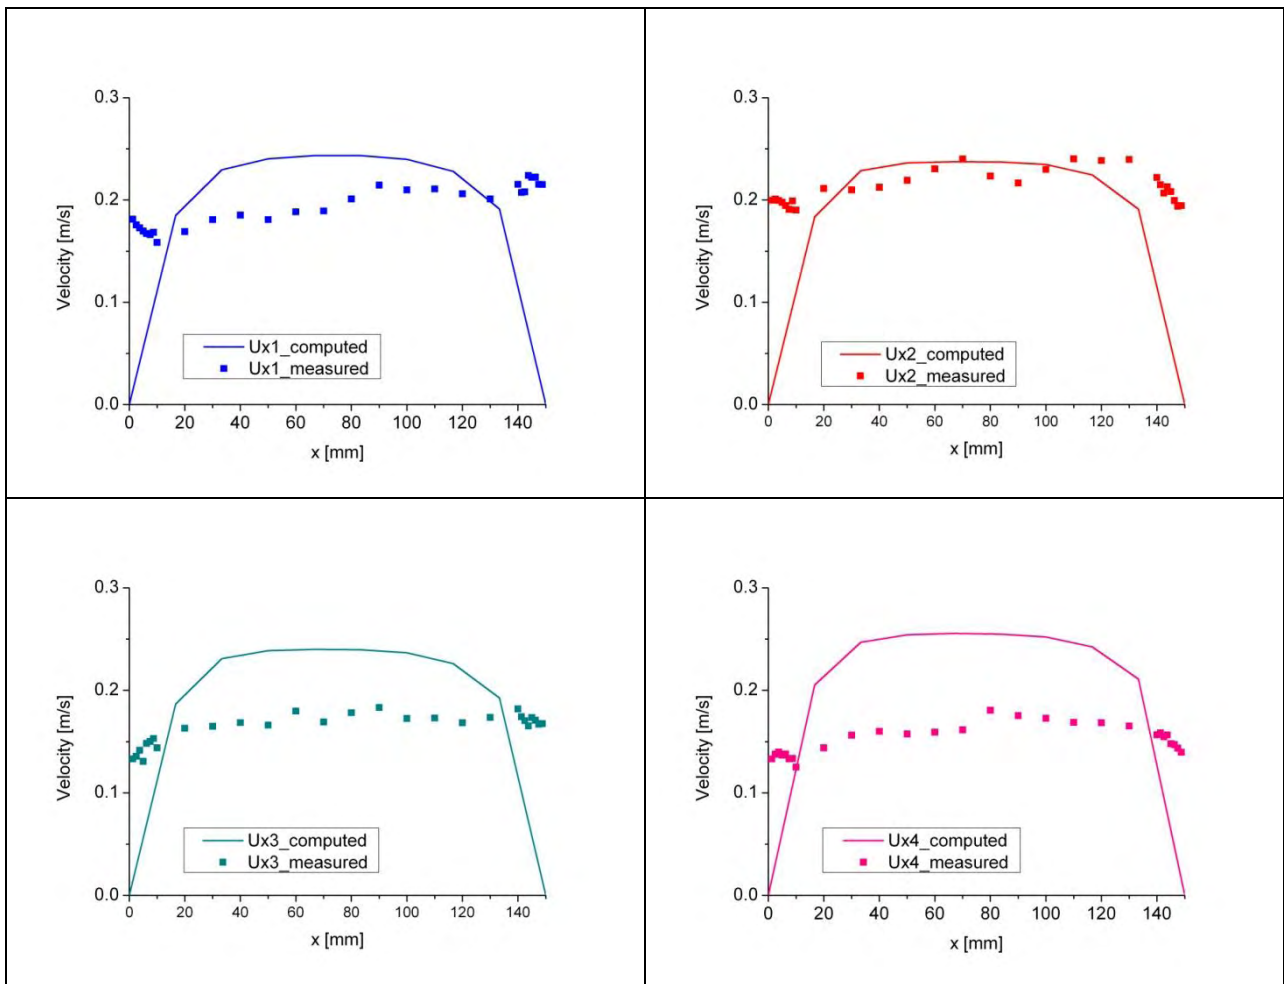 0.3
0.2
0.1
0.0
Velocity [m/s]
Ux1_computed
Ux1_measured
0 20 40 60 80 100 120 140
x [mm]
0.3
0.2
0.1
0.0
Velocity [m/s]
Ux2_computed
Ux2_measured
0 20 40 60 80 100 120 140
x [mm]
0.3
0.2
0.1
0.0
Velocity [m/s]
Ux3_computed
Ux3_measured
0 20 40 60 80 100 120 140
x [mm]
0.3
0.2
0.1
0.0
Velocity [m/s]
Ux4_computed
Ux4_measured
0 20 40 60 80 100 120 140
x [mm]